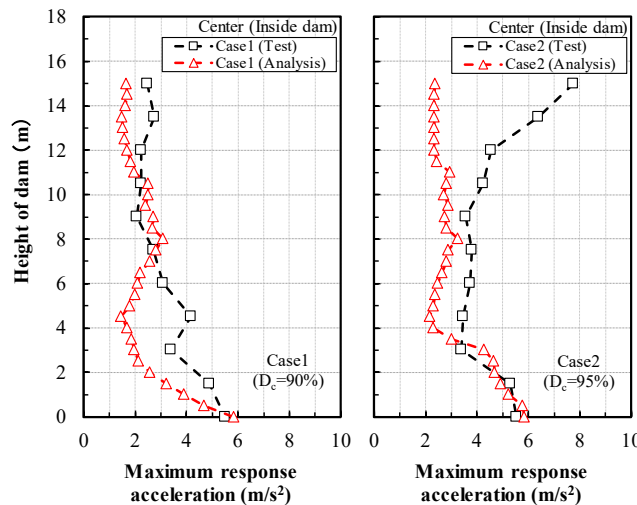 Center (Inside dam)
Case1 (Test)
Case1 (Analysis)
Center (Inside dam)
Case2 (Test)
Case2 (Analysis)
Height of dam (m)
18
16
14
12
10
8
6
4
2
0
Case1
(D_c=90%)
Case2
(D_c=95%)
0 2 4 6 8 10
0 2 4 6 8 10
Maximum response
acceleration (m/s²)
Maximum response
acceleration (m/s²)